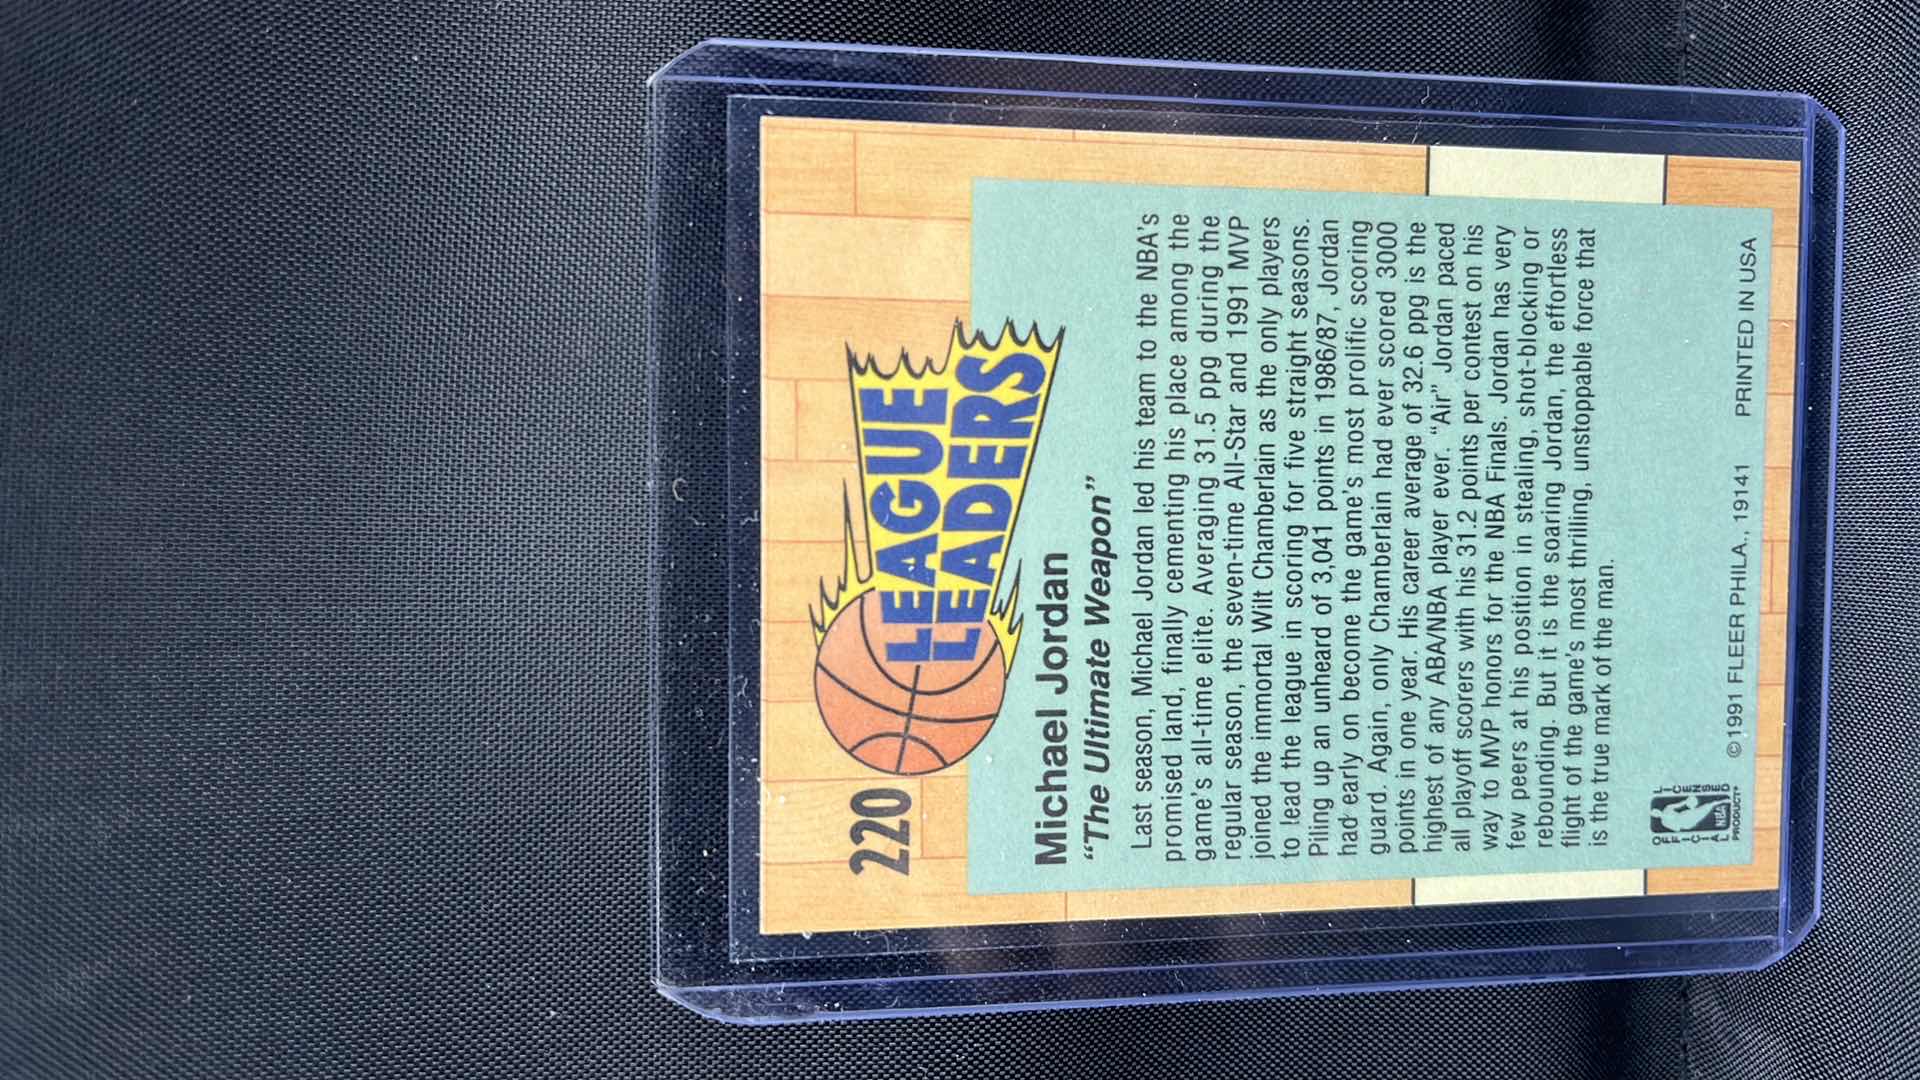 220
LEAGUE
LEADERS
Michael Jordan
“The Ultimate Weapon”
Last season, Michael Jordan led his team to the NBA's
promised land, finally cementing his place among the
game's all-time elite. Averaging 31.5 ppg during the
regular season, the seven-time All-Star and 1991 MVP
joined the immortal Wilt Chamberlain as the only players
to lead the league in scoring for five straight seasons.
Piling up an unheard of 3,041 points in 1986/87, Jordan
had early on become the game's most prolific scoring
guard. Again, only Chamberlain had ever scored 3000
points in one year. His career average of 32.6 ppg is the
highest of any ABA/NBA player ever. “Air” Jordan paced
all playoff scorers with his 31.2 points per contest on his
way to MVP honors for the NBA Finals. Jordan has very
few peers at his position in stealing, shot-blocking or
rebounding. But it is the soaring Jordan, the effortless
flight of the game's most thrilling, unstoppable force that
is the true mark of the man.
OFFICIAL LICENSED
NBA
PRODUCT
©1991 FLEER PHILA., 19141 PRINTED IN USA